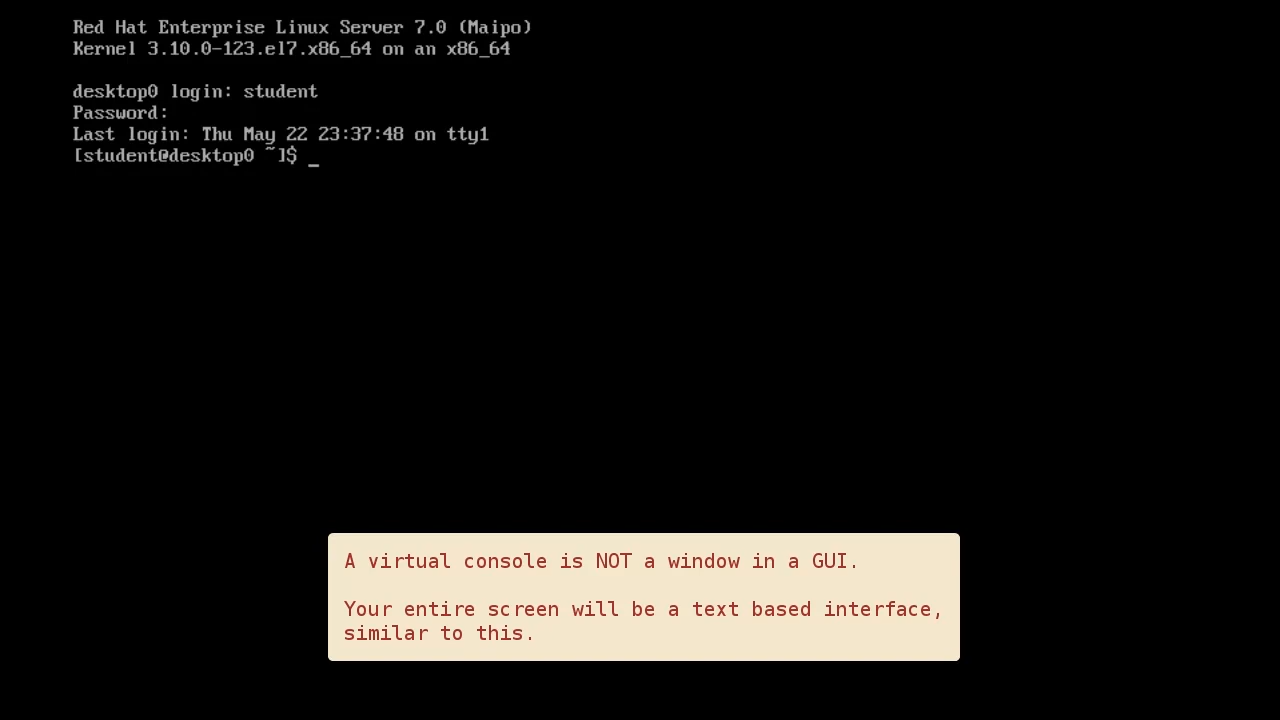 Red Hat Enterprise Linux Server 7.0 (Maipo)
Kernel 3.10.0-123.el7.x86_64 on an x86_64
desktop0 login: student
Password:
Last login: Thu May 22 23:37:48 on tty1
[student@desktop0 ~]$ _
A virtual console is NOT a window in a GUI.
Your entire screen will be a text based interface,
similar to this.